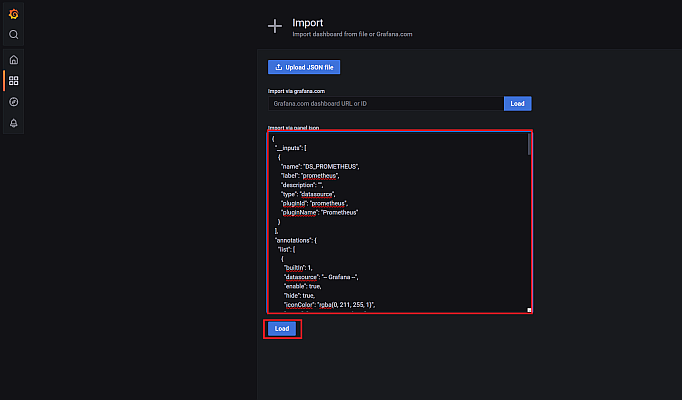 Import
Import dashboard from file or Grafana.com
Upload JSON file
Import via grafana.com
Grafana.com dashboard URL or ID
Load
Import via panel json
{
"__inputs": [
{
"name": "DS_PROMETHEUS",
"label": "prometheus",
"description": "",
"type": "datasource",
"pluginId": "prometheus",
"pluginName": "Prometheus"
}
],
"annotations": {
"list": [
{
"builtIn": 1,
"datasource": "-- Grafana --",
"enable": true,
"hide": true,
"iconColor": "rgba(0, 211, 255, 1)",
Load